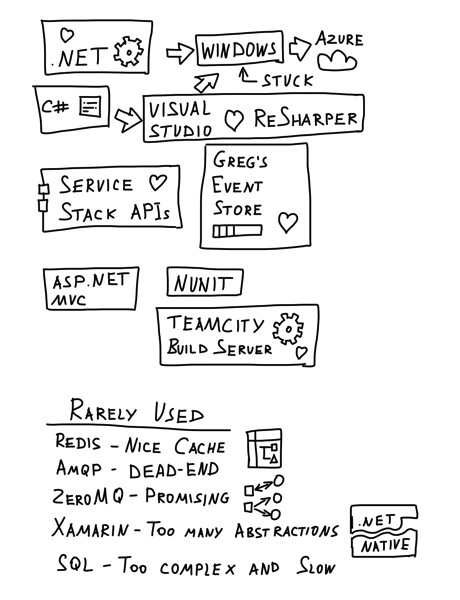 .NET
WINDOWS
AZURE
STUCK
C#
VISUAL
STUDIO
RESHARPER
SERVICE
STACK APIS
GREG'S
EVENT
STORE
ASP.NET
MVC
NUNIT
TEAMCITY
BUILD SERVER
RARELY USED
REDIS - NICE CACHE
AMQP - DEAD-END
ZEROMQ - PROMISING
XAMARIN - TOO MANY ABSTRACTIONS
.NET
NATIVE
SQL - TOO COMPLEX AND SLOW